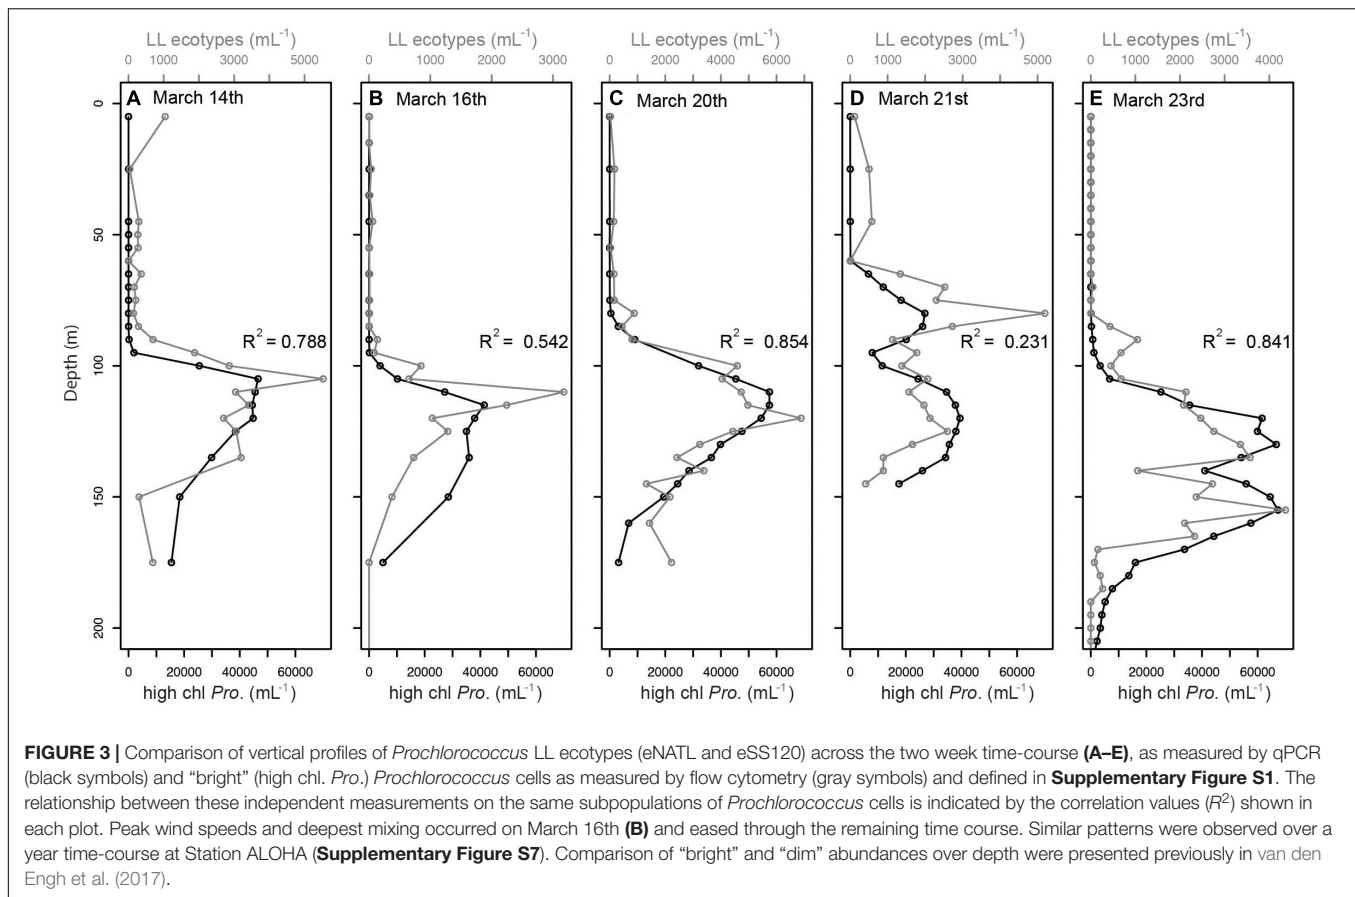 LL ecotypes (mL-1) LL ecotypes (mL-1) LL ecotypes (mL-1) LL ecotypes (mL-1) LL ecotypes (mL-1)
0 1000 3000 5000 0 1000 2000 3000 0 2000 4000 6000 0 1000 3000 5000 0 1000 2000 3000 4000
A March 14th B March 16th C March 20th D March 21st E March 23rd
0
50
R2 = 0.788 R2 = 0.542 R2 = 0.854 R2 = 0.231 R2 = 0.841
Depth (m)
100
150
200
0 20000 40000 60000 0 20000 40000 60000 0 20000 40000 60000 0 20000 40000 60000 0 20000 40000 60000
high chl Pro. (mL-1) high chl Pro. (mL-1) high chl Pro. (mL-1) high chl Pro. (mL-1) high chl Pro. (mL-1)
FIGURE 3 | Comparison of vertical profiles of Prochlorococcus LL ecotypes (eNATL and eSS120) across the two week time-course (A–E), as measured by qPCR
(black symbols) and “bright” (high chl. Pro.) Prochlorococcus cells as measured by flow cytometry (gray symbols) and defined in Supplementary Figure S1. The
relationship between these independent measurements on the same subpopulations of Prochlorococcus cells is indicated by the correlation values (R2) shown in
each plot. Peak wind speeds and deepest mixing occurred on March 16th (B) and eased through the remaining time course. Similar patterns were observed over a
year time-course at Station ALOHA (Supplementary Figure S7). Comparison of “bright” and “dim” abundances over depth were presented previously in van den
Engh et al. (2017).